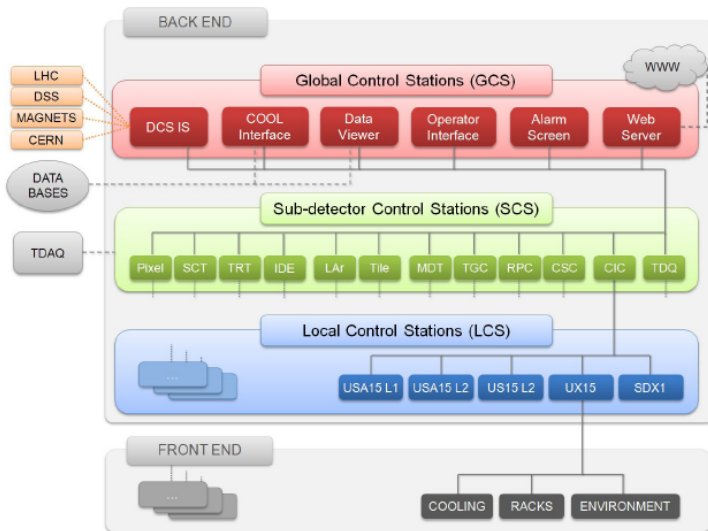 BACK END
LHC
DSS
MAGNETS
CERN
DATA
BASES
TDAQ
WWW
Global Control Stations (GCS)
DCS IS
COOL
Interface
Data
Viewer
Operator
Interface
Alarm
Screen
Web
Server
Sub-detector Control Stations (SCS)
Pixel
SCT
TRT
IDE
LAr
Tile
MDT
TGC
RPC
CSC
CIC
TDQ
Local Control Stations (LCS)
...
USA15 L1
USA15 L2
US15 L2
UX15
SDX1
FRONT END
...
COOLING
RACKS
ENVIRONMENT